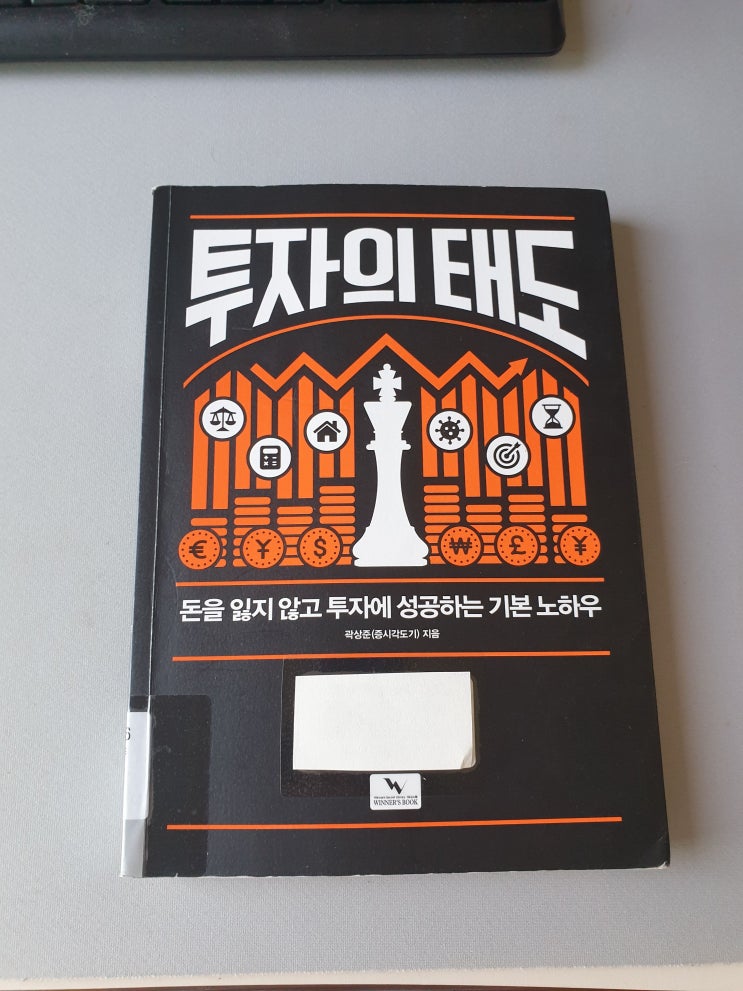 투자의 태도
€ ¥ $ ₩ £ ¥
돈을 잃지 않고 투자에 성공하는 기본 노하우
곽상준(증시각도기) 지음
W
WINNER'S BOOK
6